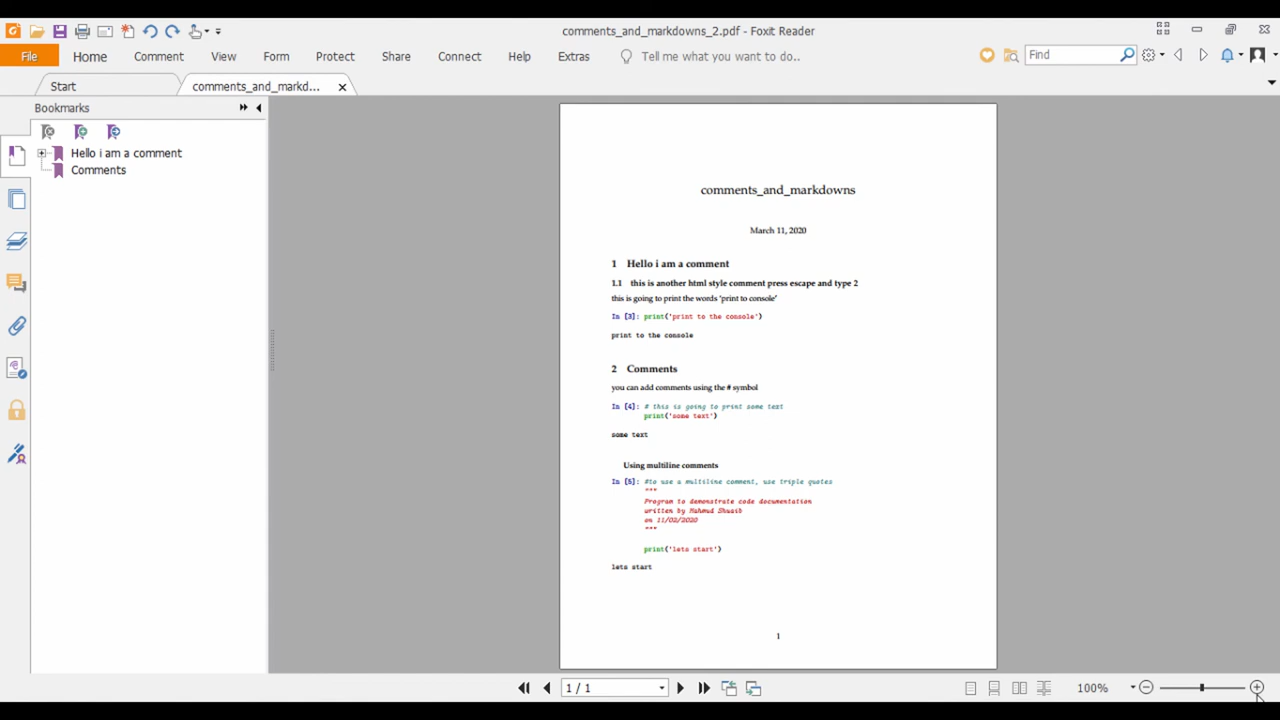 comments_and_markdowns_2.pdf - Foxit Reader
File Home Comment View Form Protect Share Connect Help Extras Tell me what you want to do.. Find
Start comments_and_markd...
Bookmarks
Hello i am a comment
Comments
comments_and_markdowns
March 11, 2020
1 Hello i am a comment
1.1 this is another html style comment press escape and type 2
this is going to print the words 'print to console'
In [3]: print('print to the console')
print to the console
2 Comments
you can add comments using the # symbol
In [4]: # this is going to print some text
print('some text')
some text
Using multiline comments
In [5]: #to use a multiline comment, use triple quotes
"""
Program to demonstrate code documentation
written by Mahmud Shuaib
on 11/02/2020
"""
print('lets start')
lets start
1
1 / 1
100%